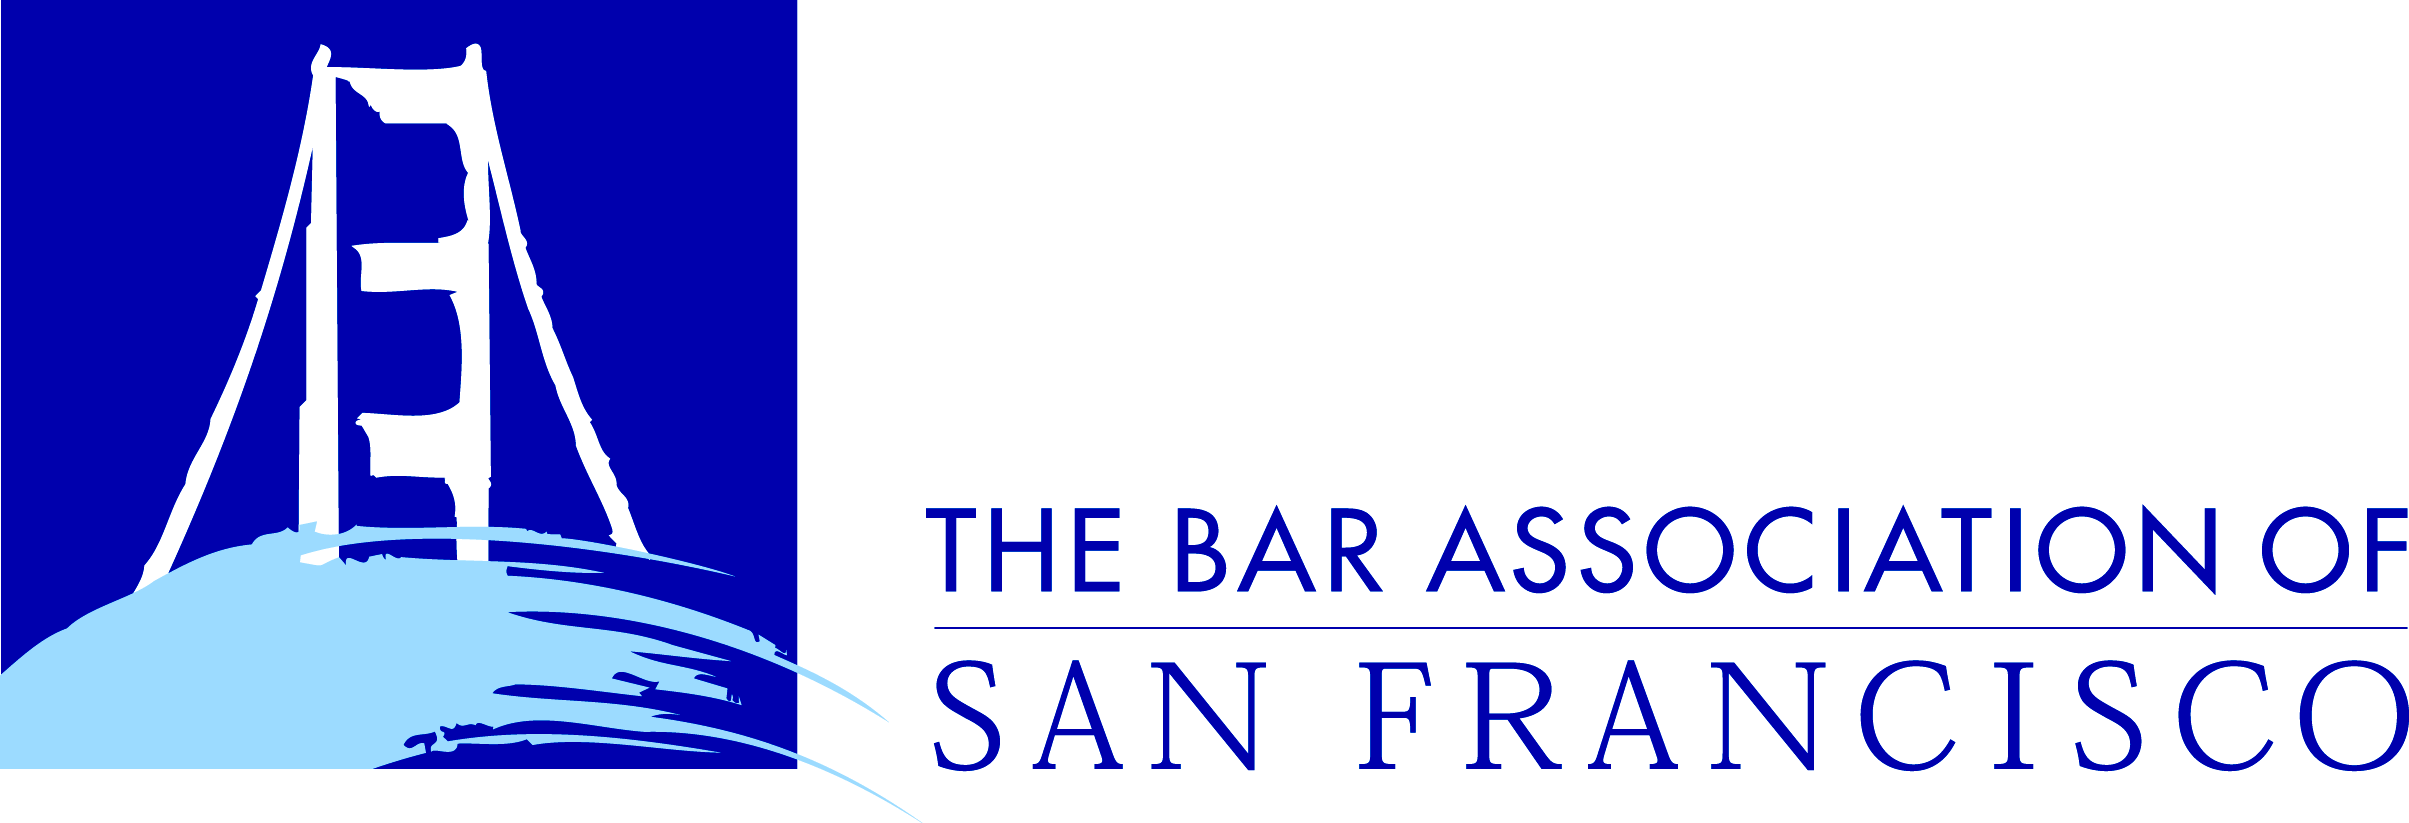 THE BAR ASSOCIATION OF
SAN FRANCISCO